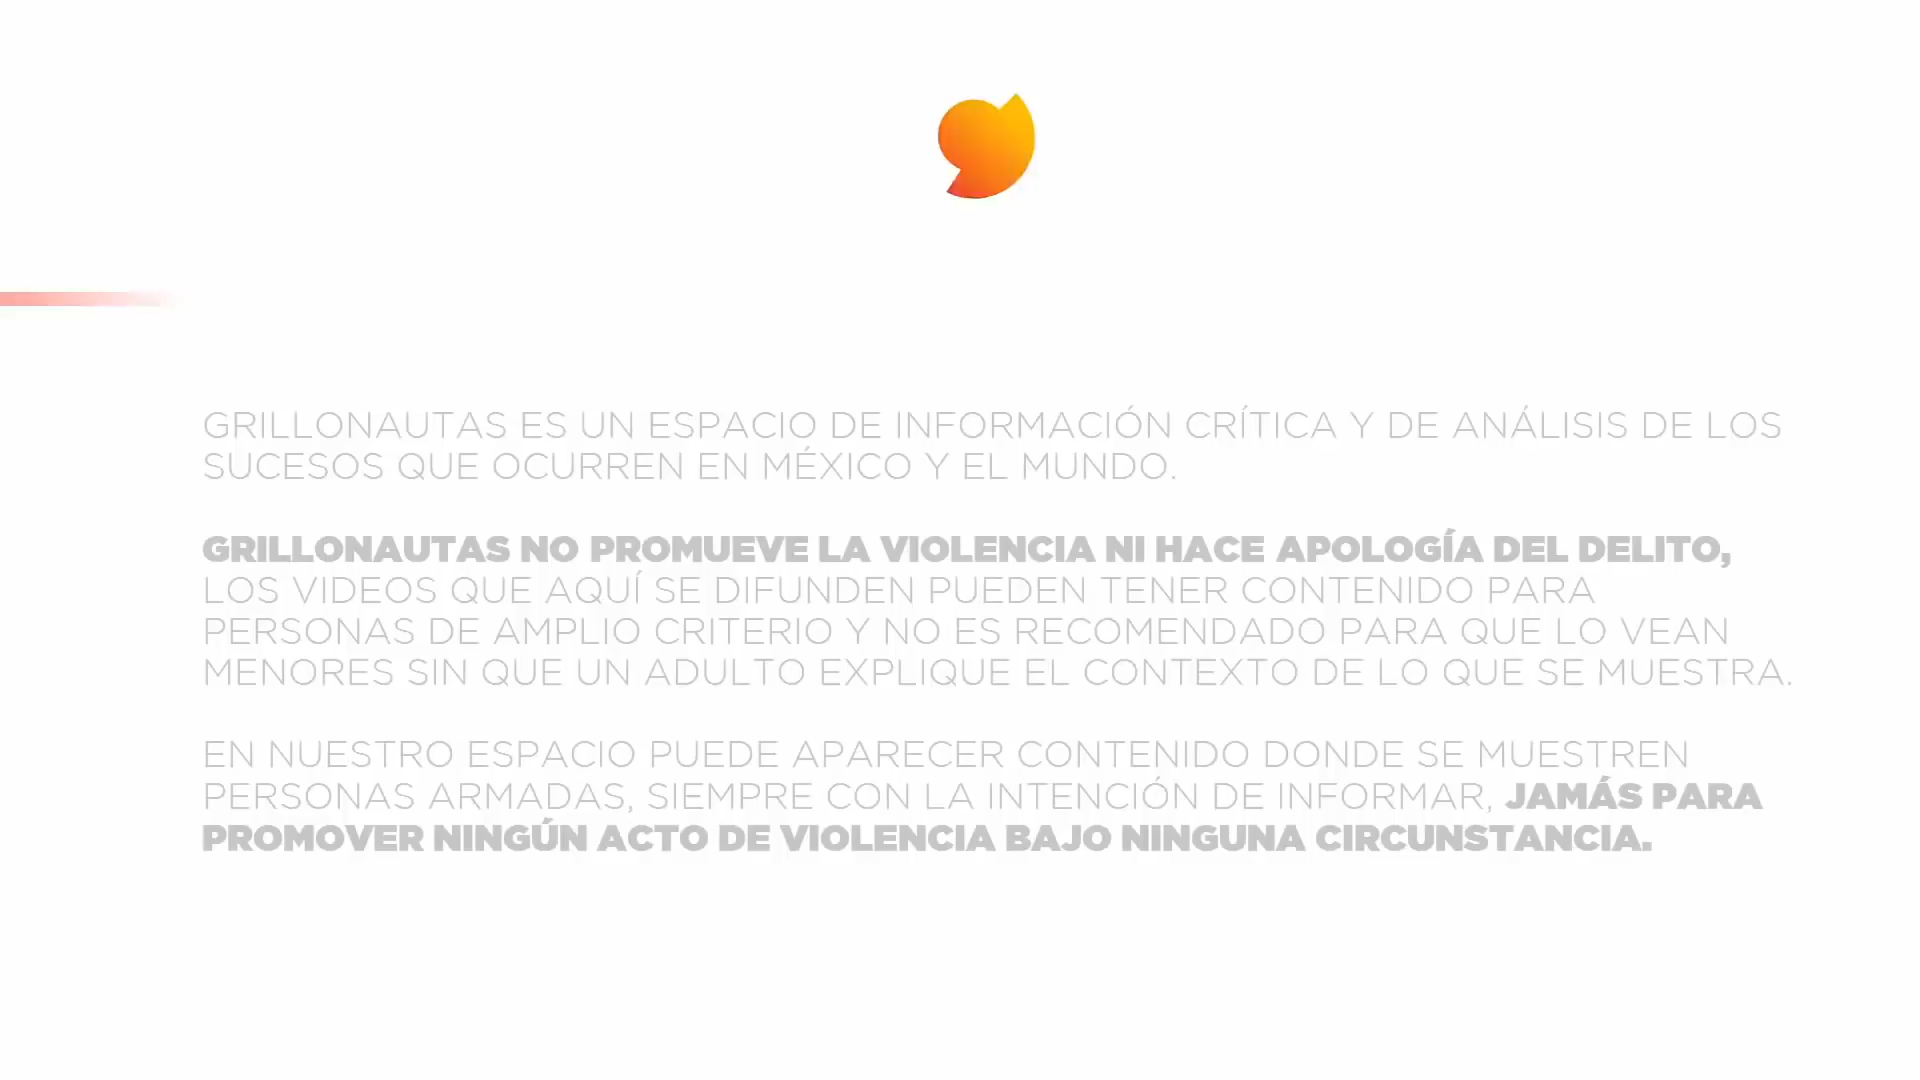 GRILLONAUTAS ES UN ESPACIO DE INFORMACIÓN CRÍTICA Y DE ANÁLISIS DE LOS
SUCESOS QUE OCURREN EN MÉXICO Y EL MUNDO.
GRILLONAUTAS NO PROMUEVE LA VIOLENCIA NI HACE APOLOGÍA DEL DELITO,
LOS VIDEOS QUE AQUÍ SE DIFUNDEN PUEDEN TENER CONTENIDO PARA
PERSONAS DE AMPLIO CRITERIO Y NO ES RECOMENDADO PARA QUE LO VEAN
MENORES SIN QUE UN ADULTO EXPLIQUE EL CONTEXTO DE LO QUE SE MUESTRA.
EN NUESTRO ESPACIO PUEDE APARECER CONTENIDO DONDE SE MUESTREN
PERSONAS ARMADAS, SIEMPRE CON LA INTENCIÓN DE INFORMAR, JAMÁS PARA
PROMOVER NINGÚN ACTO DE VIOLENCIA BAJO NINGUNA CIRCUNSTANCIA.